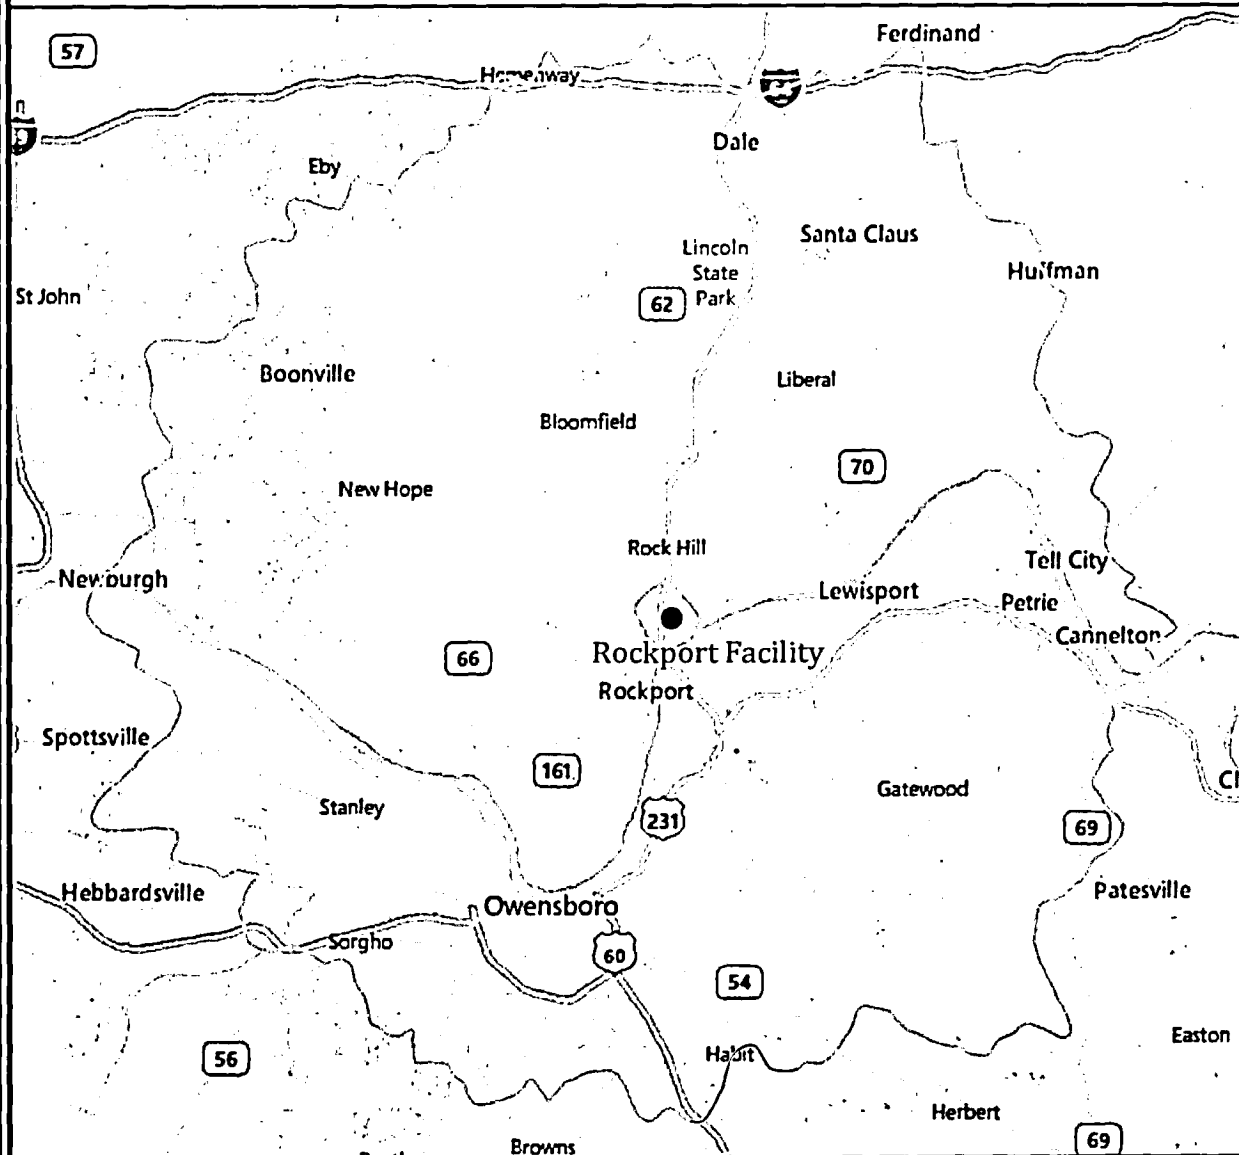 Ferdinand
57
Hemenway
Dale
Eby
Santa Claus
Lincoln
State
Park
Huffman
St John
62
Boonville
Liberal
Bloomfield
70
New Hope
Rock Hill
Tell City
Newburgh
Lewisport
Petrie
Cannelton
Rockport Facility
66
Rockport
Spottsville
161
Cl
Gatewood
Stanley
231
69
Hebbardsville
Patesville
Owensboro
Sorgho
60
54
Easton
56
Habit
Herbert
69
Browns